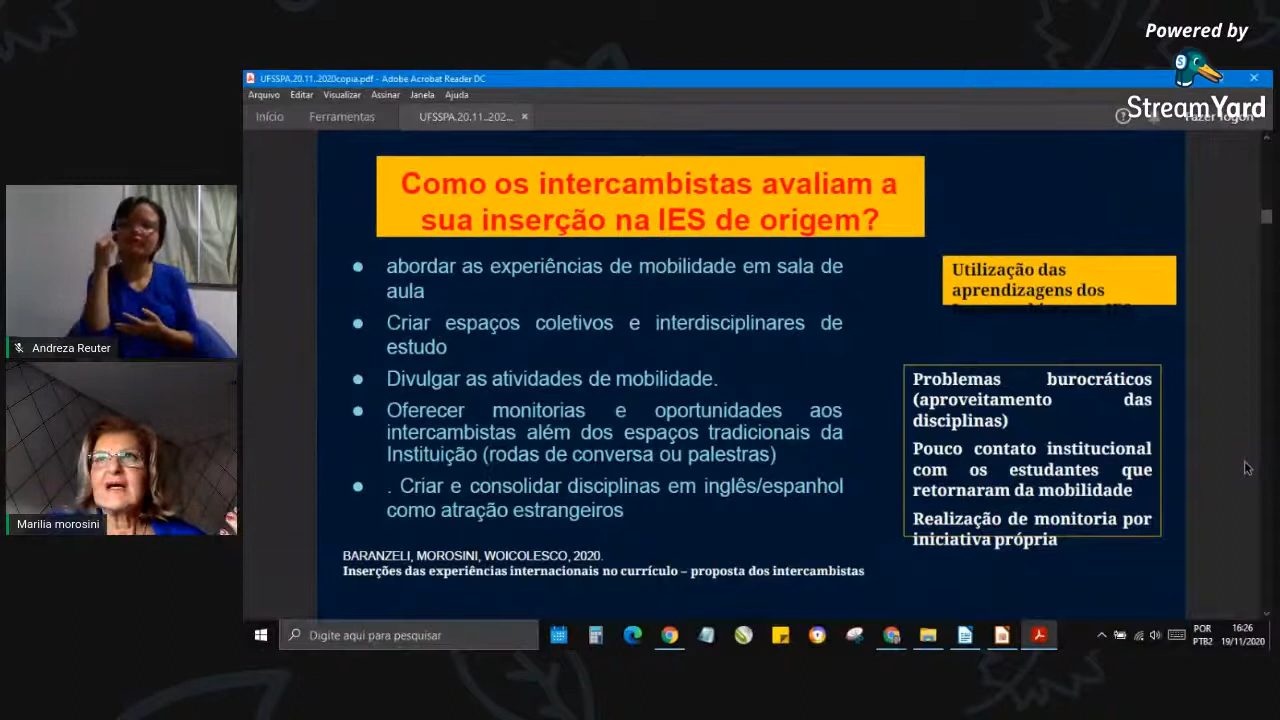 Powered by
StreamYard
UFSSPA.20.11..2020copia.pdf - Adobe Acrobat Reader DC
Arquivo Editar Visualizar Assinar Janela Ajuda
Início Ferramentas UFSSPA.20.11..202... ×
Fazer logon
Como os intercambistas avaliam a
sua inserção na IES de origem?
● abordar as experiências de mobilidade em sala de
aula
● Criar espaços coletivos e interdisciplinares de
estudo
● Divulgar as atividades de mobilidade.
● Oferecer monitorias e oportunidades aos
intercambistas além dos espaços tradicionais da
Instituição (rodas de conversa ou palestras)
● . Criar e consolidar disciplinas em inglês/espanhol
como atração estrangeiros
BARANZELI, MOROSINI, WOICOLESCO, 2020.
Inserções das experiências internacionais no currículo – proposta dos intercambistas
Utilização das
aprendizagens dos
Problemas burocráticos
(aproveitamento das
disciplinas)
Pouco contato institucional
com os estudantes que
retornaram da mobilidade
Realização de monitoria por
iniciativa própria
Andreza Reuter
Marilia morosini
Digite aqui para pesquisar
POR
PTB2
16:26
19/11/2020